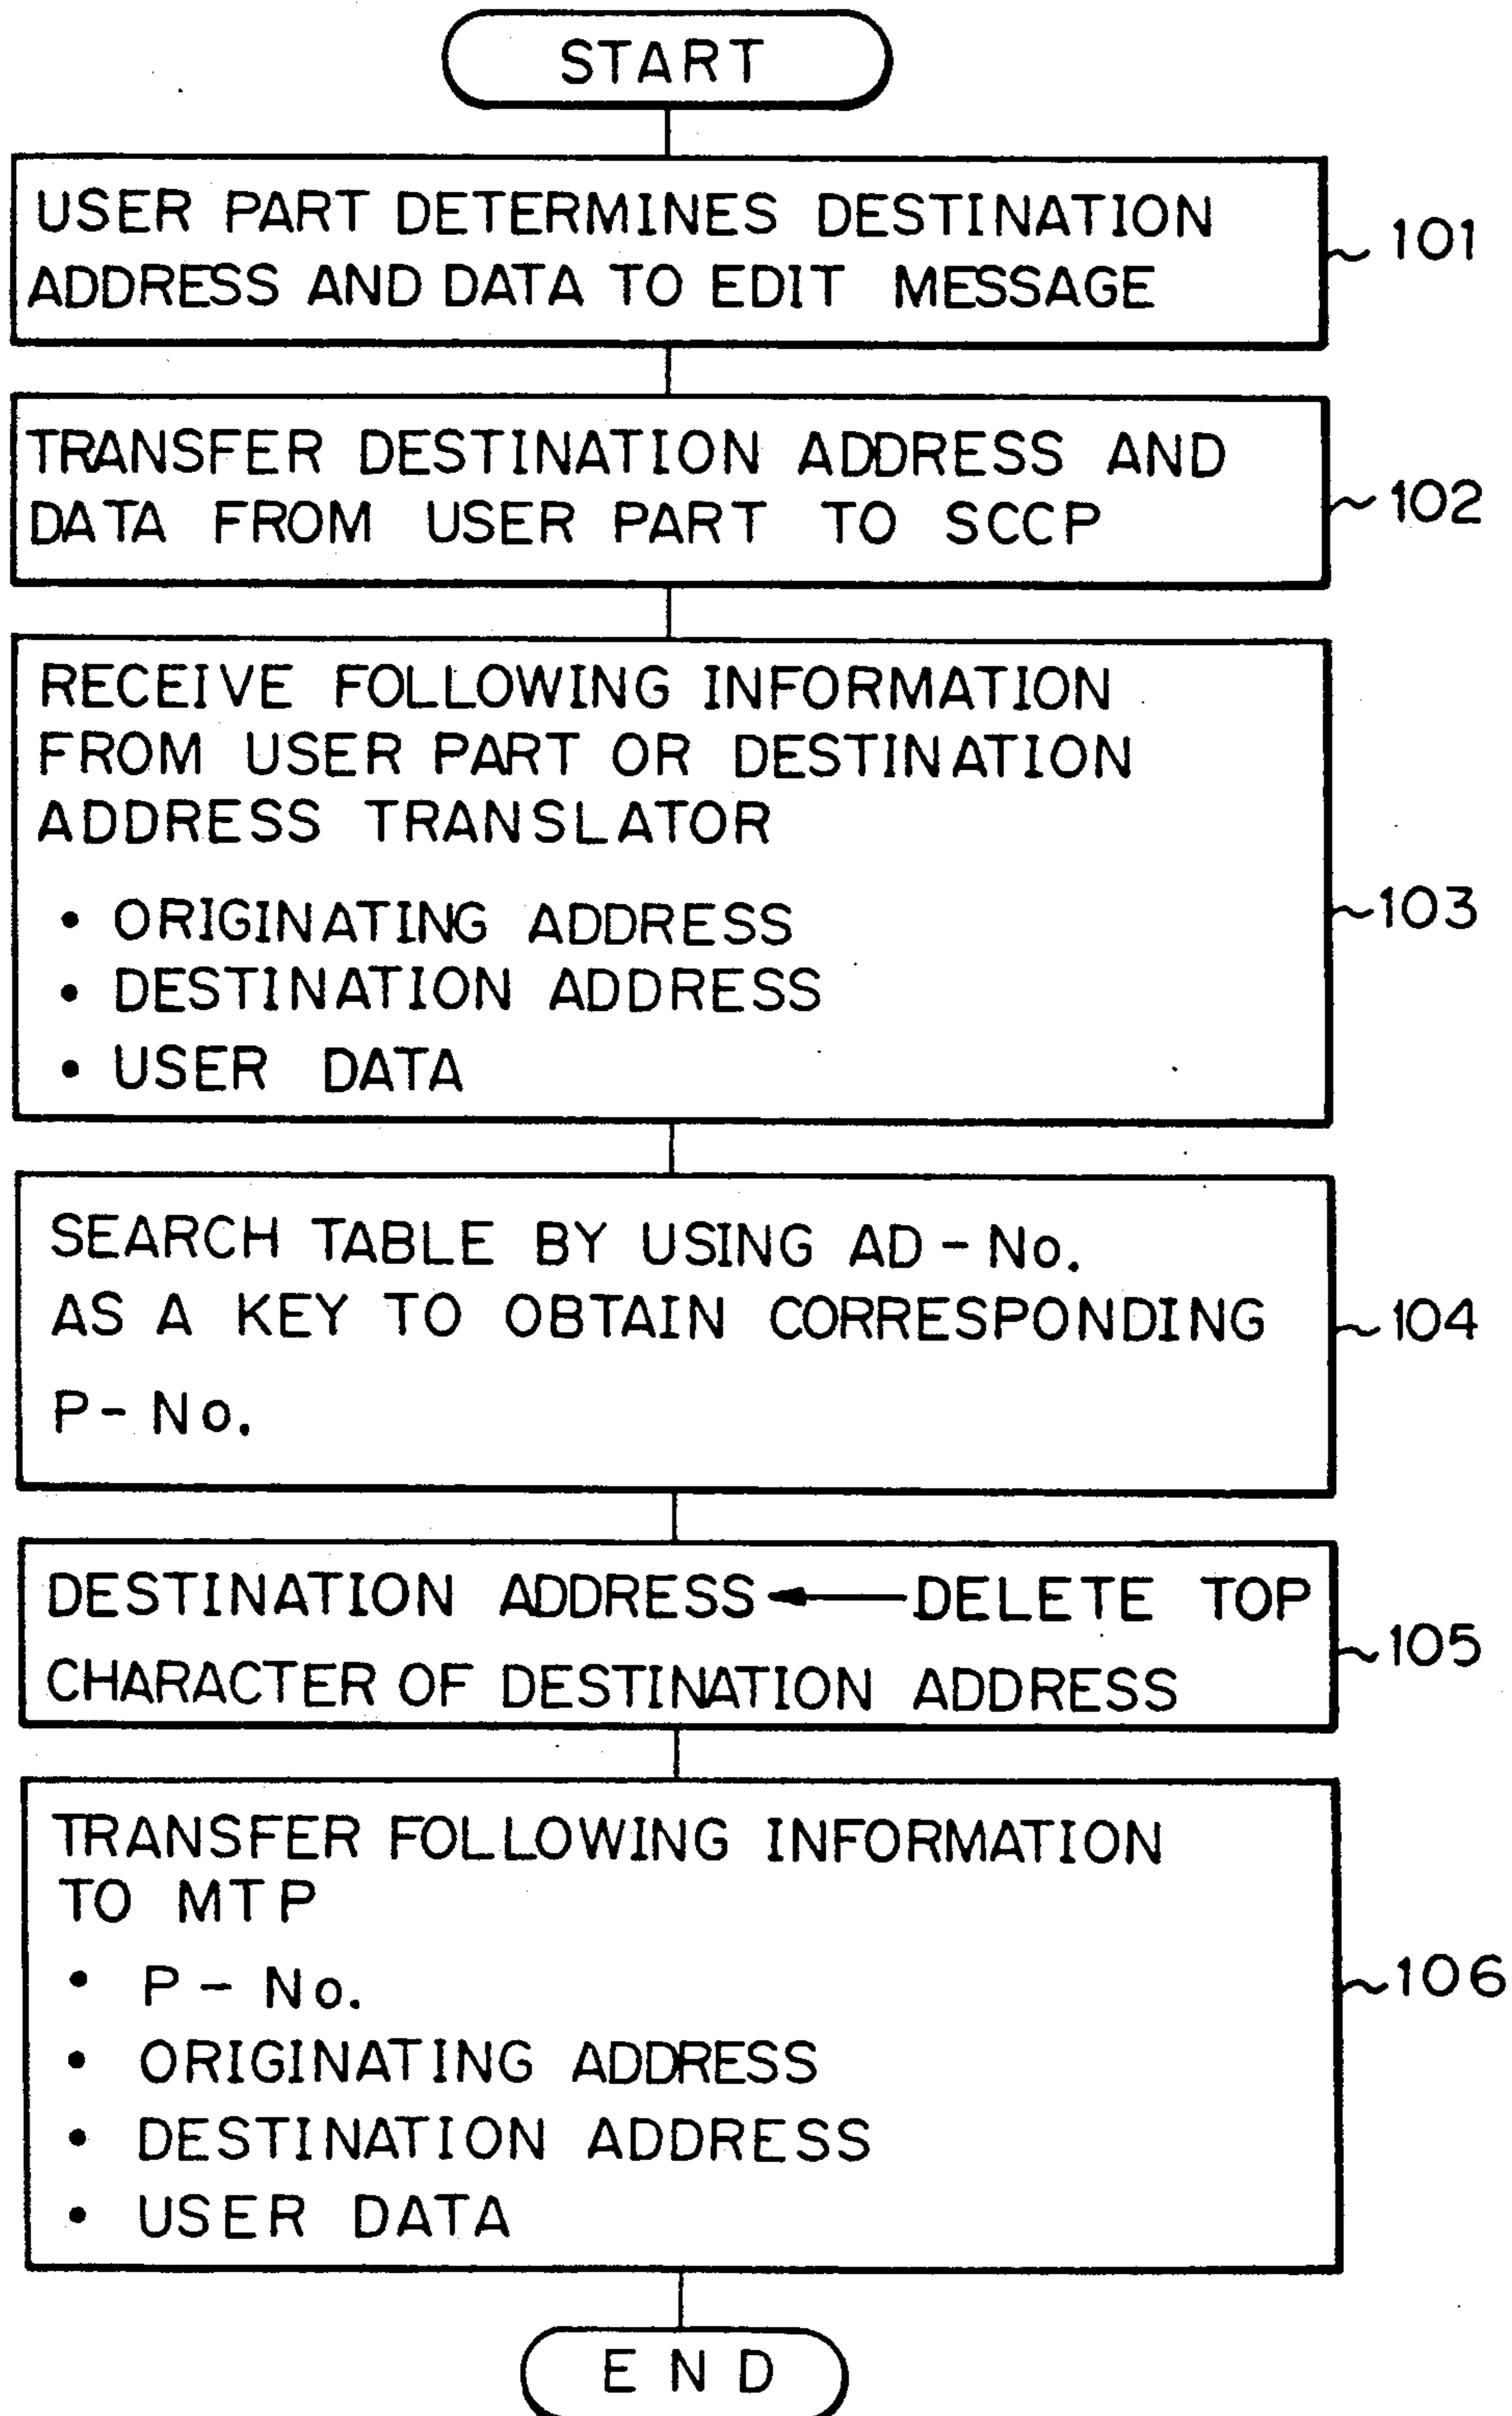 START
USER PART DETERMINES DESTINATION
ADDRESS AND DATA TO EDIT MESSAGE
101
TRANSFER DESTINATION ADDRESS AND
DATA FROM USER PART TO SCCP
102
RECEIVE FOLLOWING INFORMATION
FROM USER PART OR DESTINATION
ADDRESS TRANSLATOR
• ORIGINATING ADDRESS
• DESTINATION ADDRESS
• USER DATA
103
SEARCH TABLE BY USING AD-No.
AS A KEY TO OBTAIN CORRESPONDING
P-No.
104
DESTINATION ADDRESS ← DELETE TOP
CHARACTER OF DESTINATION ADDRESS
105
TRANSFER FOLLOWING INFORMATION
TO MTP
• P-No.
• ORIGINATING ADDRESS
• DESTINATION ADDRESS
• USER DATA
106
END